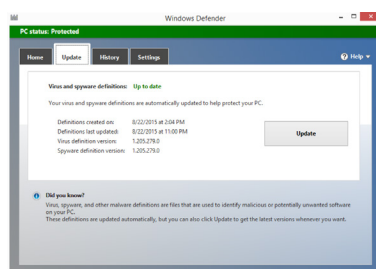 Windows Defender
PC status: Protected
Home Update History Settings Help
Virus and spyware definitions: Up to date
Your virus and spyware definitions are automatically updated to help protect your PC.
Definitions created on: 8/22/2015 at 2:04 PM
Definitions last updated: 8/22/2015 at 11:00 PM
Virus definition version: 1.205.279.0
Spyware definition version: 1.205.279.0
Update
Did you know?
Virus, spyware, and other malware definitions are files that are used to identify malicious or potentially unwanted software
on your PC.
These definitions are updated automatically, but you can also click Update to get the latest versions whenever you want.